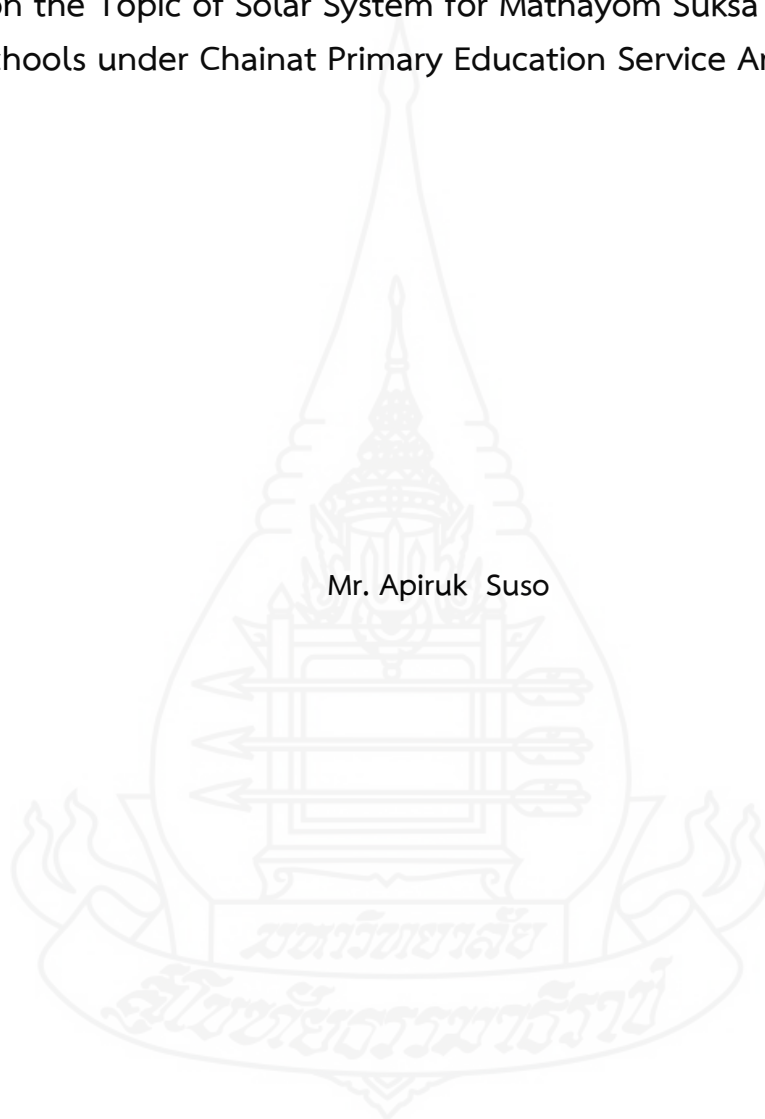 on the Topic of Solar System for Mathayom Suksa
hools under Chainat Primary Education Service Ar
Mr. Apiruk Suso
มหาวิทยาลัย
สุโขทัยธรรมาธิราช